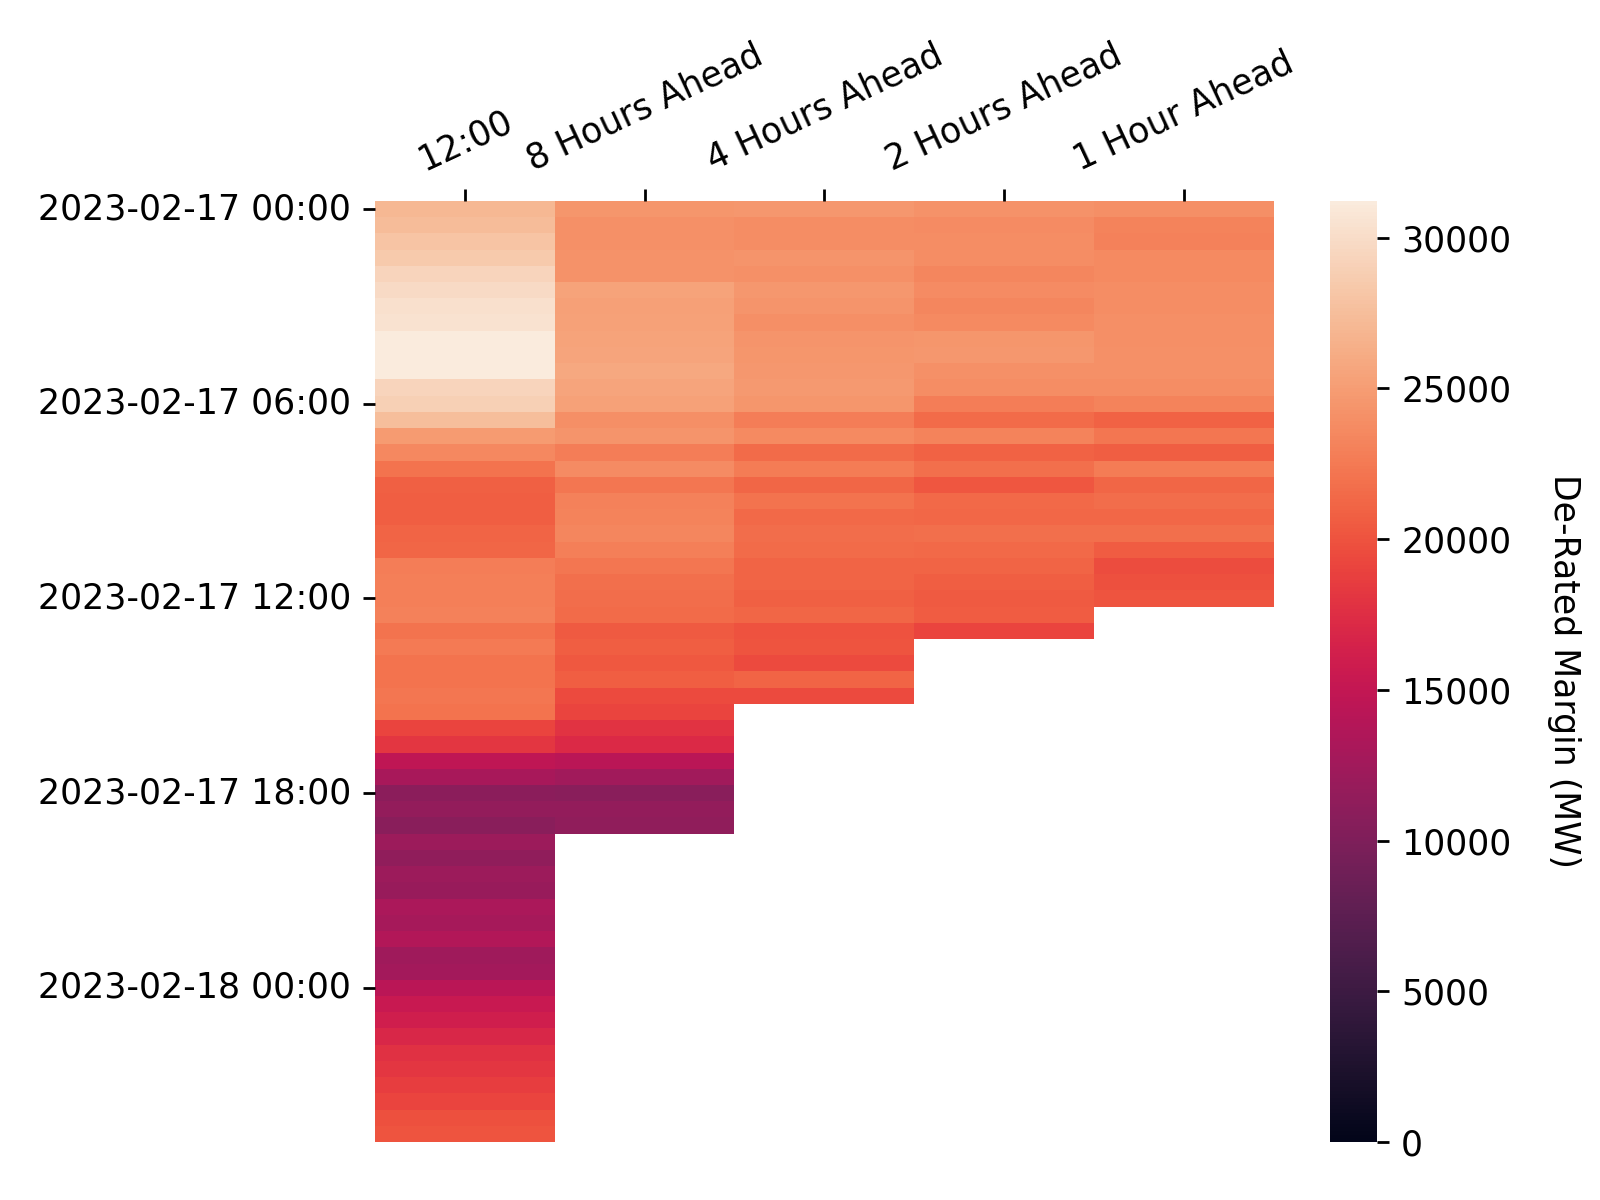 12:00
8 Hours Ahead
4 Hours Ahead
2 Hours Ahead
1 Hour Ahead
2023-02-17 00:00
2023-02-17 06:00
2023-02-17 12:00
2023-02-17 18:00
2023-02-18 00:00
30000
25000
20000
15000
10000
5000
0
De-Rated Margin (MW)